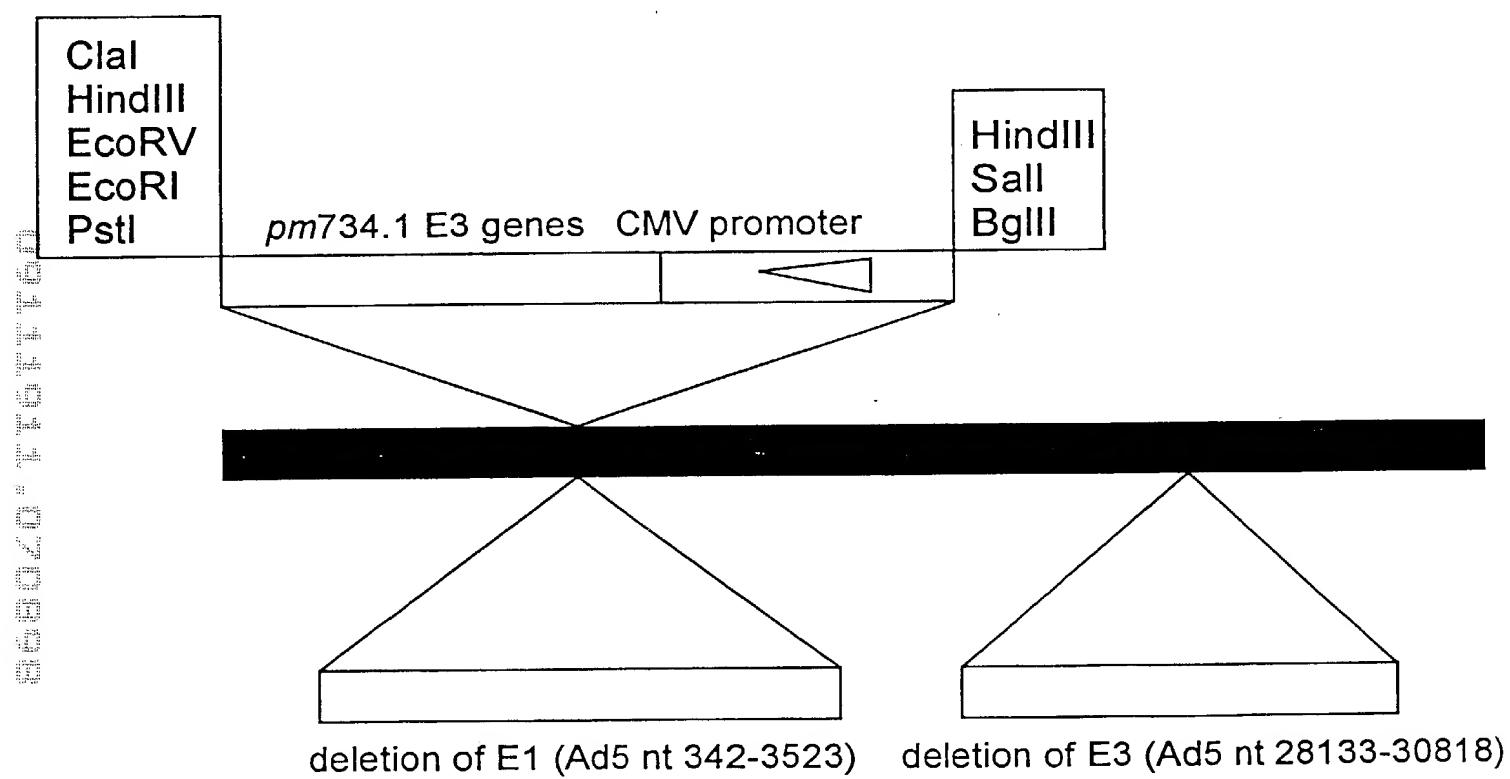 ClaI
HindIII
EcoRV
EcoRI
PstI
pm734.1 E3 genes CMV promoter
HindIII
SalI
BglII
deletion of E1 (Ad5 nt 342-3523)
deletion of E3 (Ad5 nt 28133-30818)